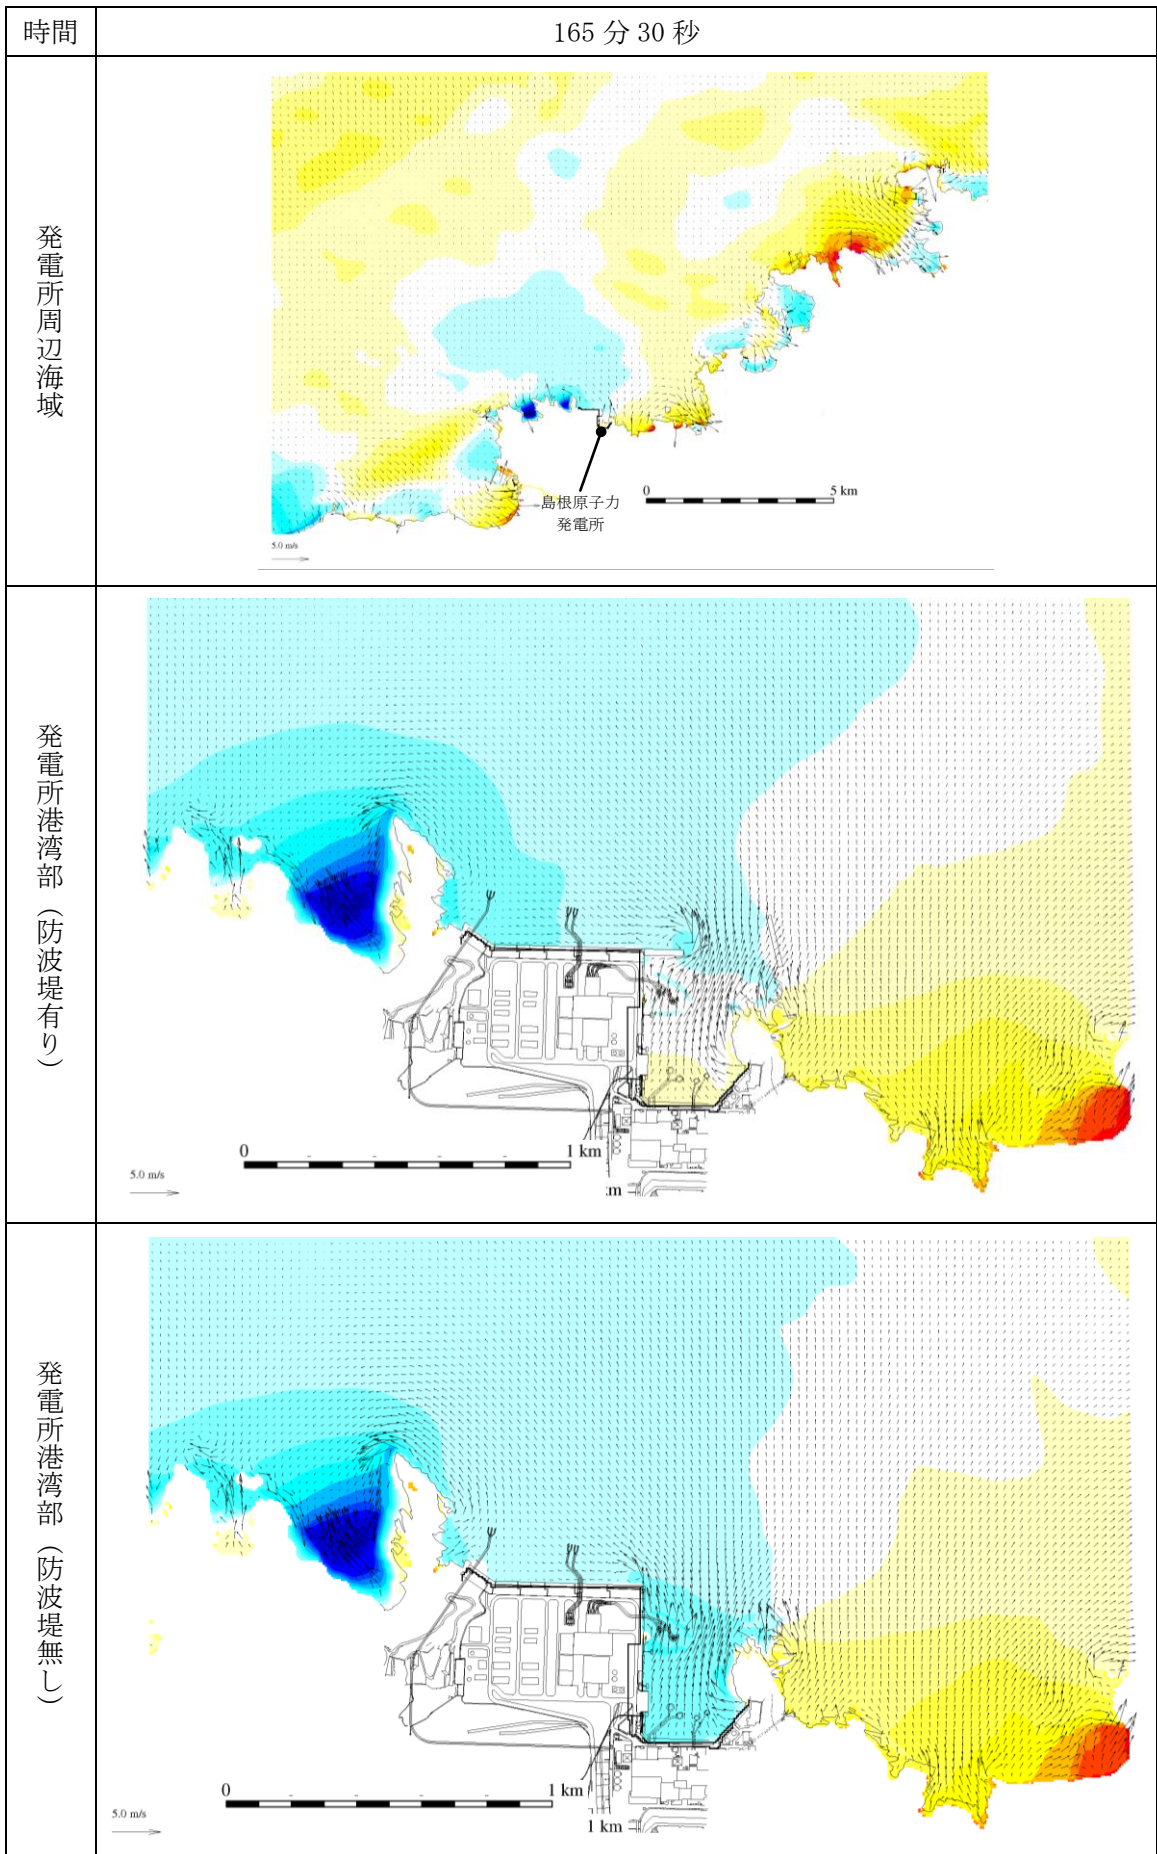 時間
165 分 30 秒
発電所周辺海域
島根原子力
発電所
0 5 km
5.0 m/s
発電所港湾部（防波堤有り）
0 1 km
5.0 m/s
:m
発電所港湾部（防波堤無し）
0 1 km
5.0 m/s
1 km